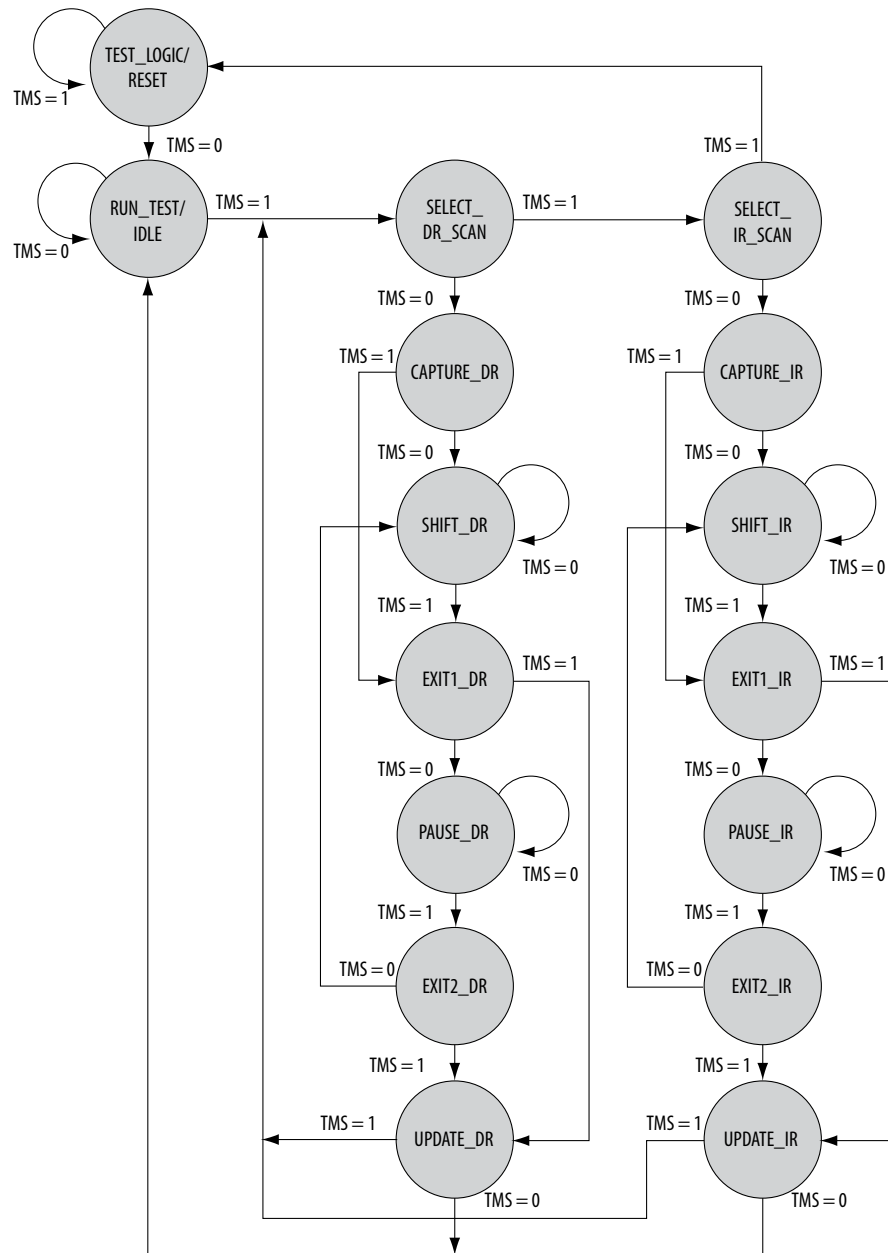 TEST_LOGIC/
RESET
TMS = 1
TMS = 0
TMS = 1
RUN_TEST/
IDLE
TMS = 0
TMS = 1
SELECT_
DR_SCAN
TMS = 1
SELECT_
IR_SCAN
TMS = 0
TMS = 0
TMS = 1
CAPTURE_DR
TMS = 1
CAPTURE_IR
TMS = 0
TMS = 0
SHIFT_DR
TMS = 0
SHIFT_IR
TMS = 0
TMS = 1
TMS = 1
EXIT1_DR
TMS = 1
EXIT1_IR
TMS = 1
TMS = 0
TMS = 0
PAUSE_DR
TMS = 0
PAUSE_IR
TMS = 0
TMS = 1
TMS = 1
TMS = 0
EXIT2_DR
TMS = 0
EXIT2_IR
TMS = 1
TMS = 1
TMS = 1
UPDATE_DR
TMS = 1
UPDATE_IR
TMS = 0
TMS = 0